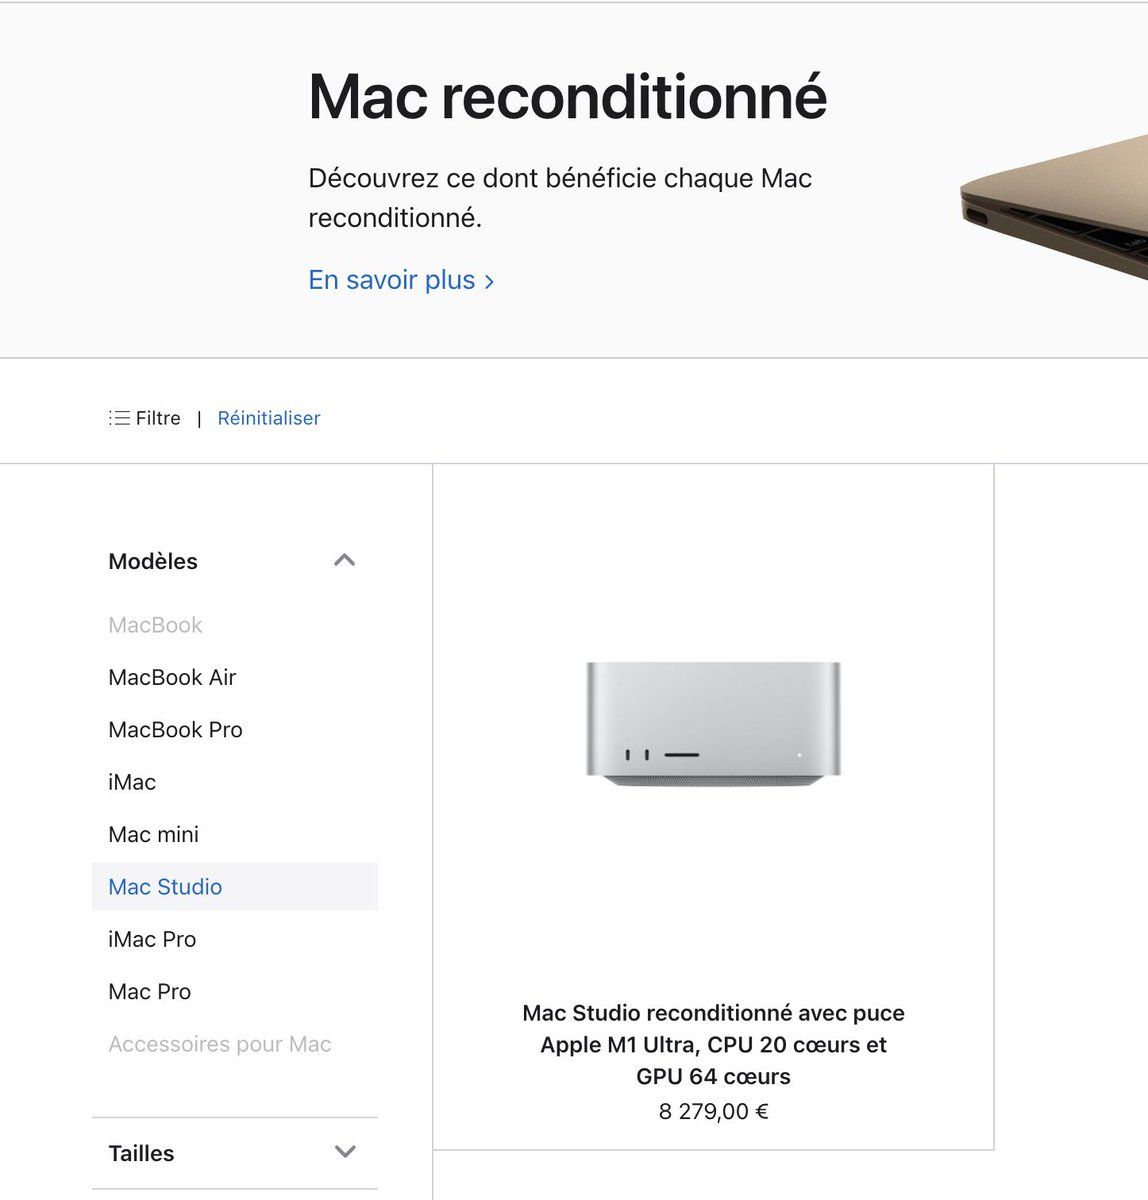 Mac reconditionné
Découvrez ce dont bénéficie chaque Mac
reconditionné.
En savoir plus >
Filtre | Réinitialiser
Modèles
MacBook
MacBook Air
MacBook Pro
iMac
Mac mini
Mac Studio
iMac Pro
Mac Pro
Accessoires pour Mac
Tailles
Mac Studio reconditionné avec puce
Apple M1 Ultra, CPU 20 cœurs et
GPU 64 cœurs
8 279,00 €